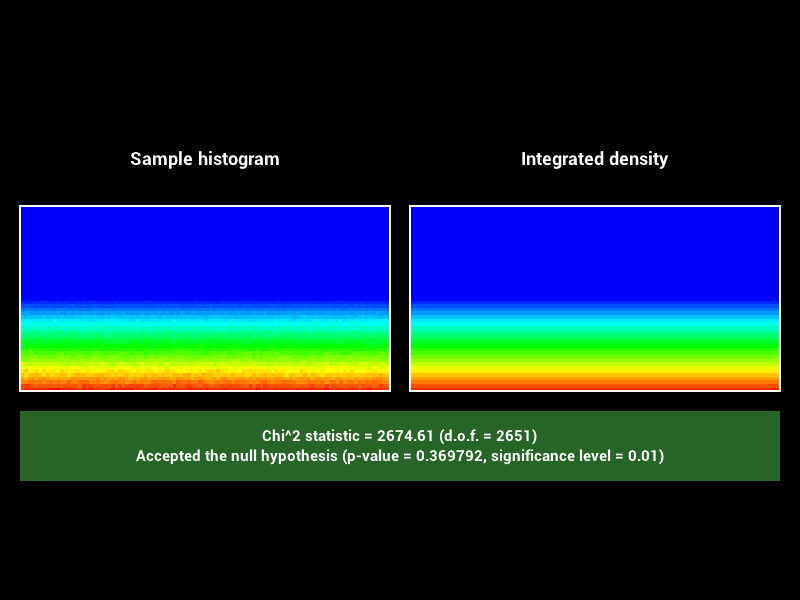 Sample histogram
Integrated density
Chi^2 statistic = 2674.61 (d.o.f. = 2651)
Accepted the null hypothesis (p-value = 0.369792, significance level = 0.01)